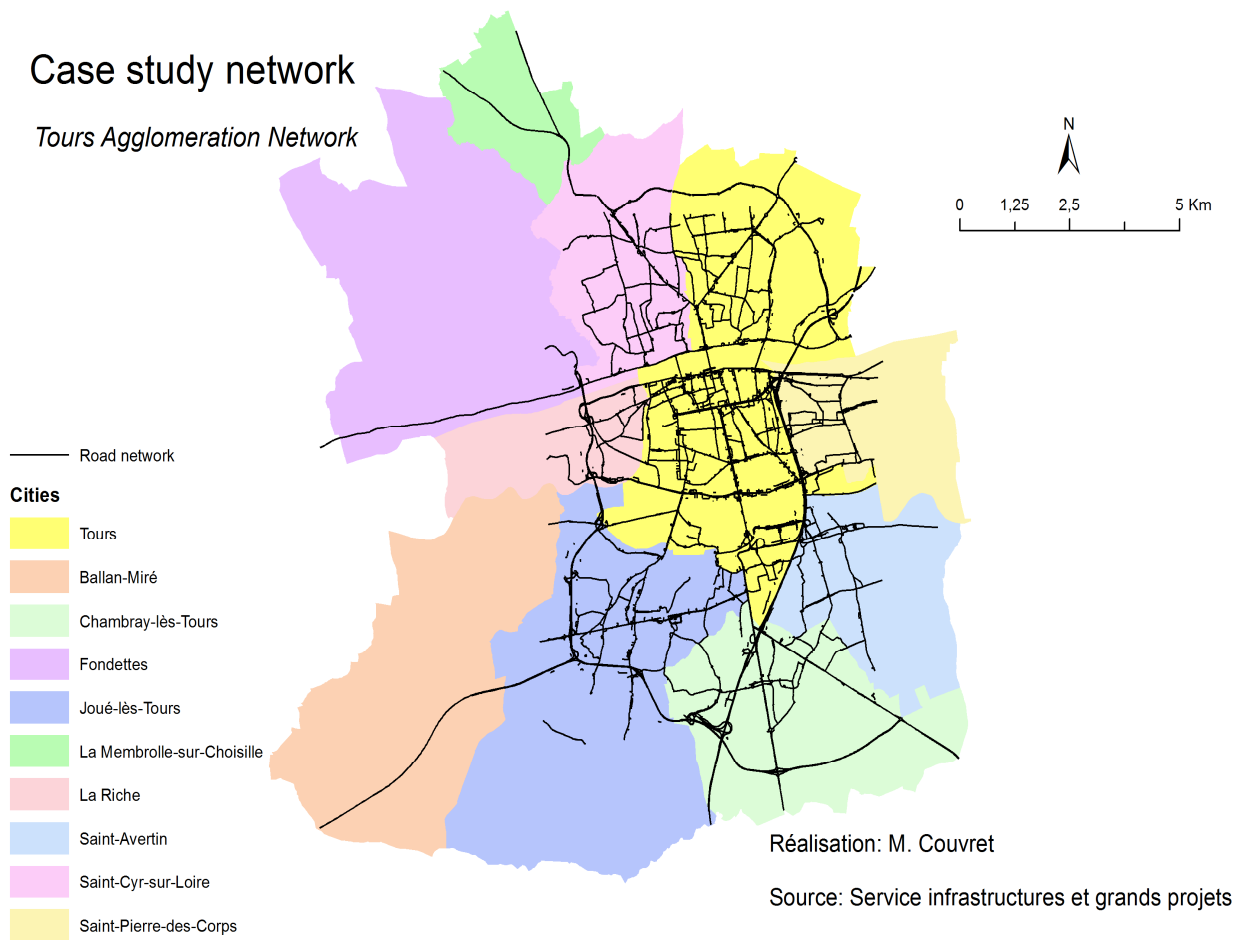 Case study network
Tours Agglomeration Network
N
0 1,25 2,5 5 Km
Road network
Cities
Tours
Ballan-Miré
Chambray-lès-Tours
Fondettes
Joué-lès-Tours
La Membrolle-sur-Choisille
La Riche
Saint-Avertin
Saint-Cyr-sur-Loire
Saint-Pierre-des-Corps
Réalisation: M. Couvret
Source: Service infrastructures et grands projets